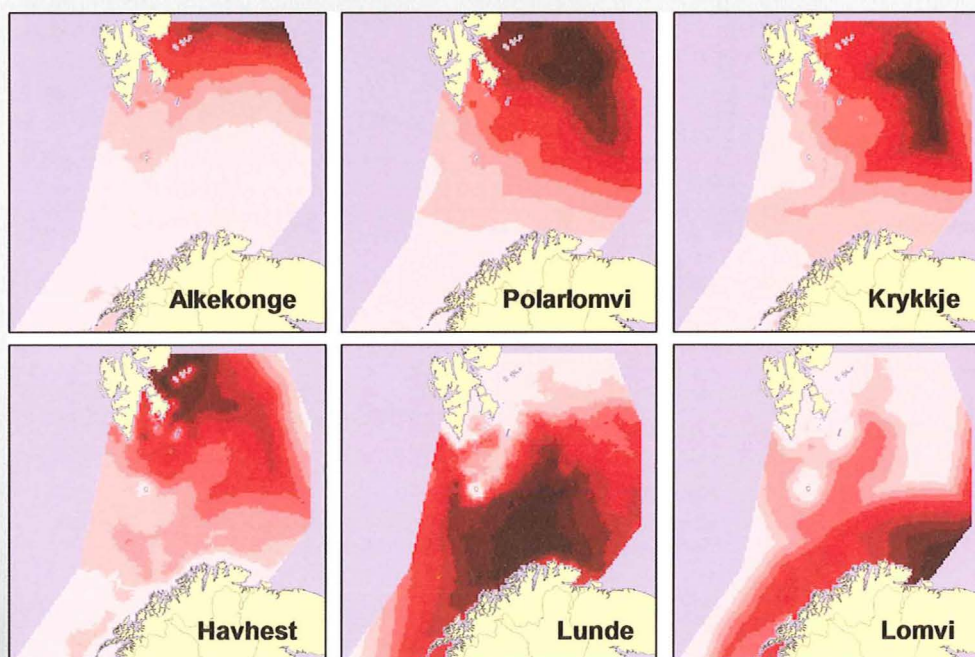 Alkekonge
Polarlomvi
Krykkje
Havhest
Lunde
Lomvi